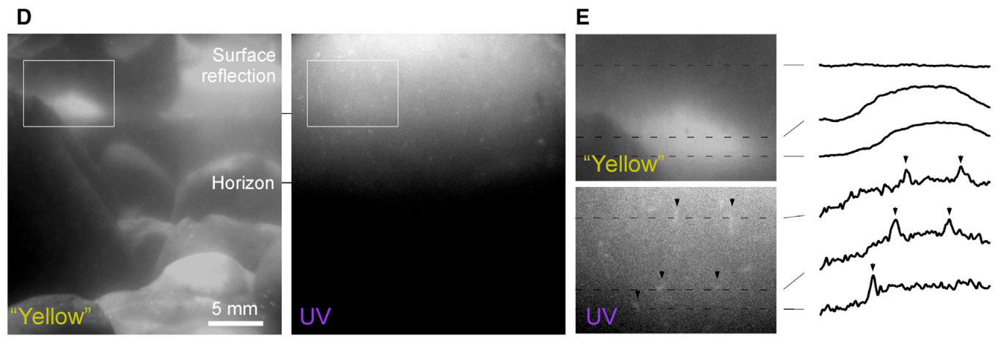 D
Surface
reflection
Horizon
5 mm
“Yellow”
UV
E
“Yellow”
UV